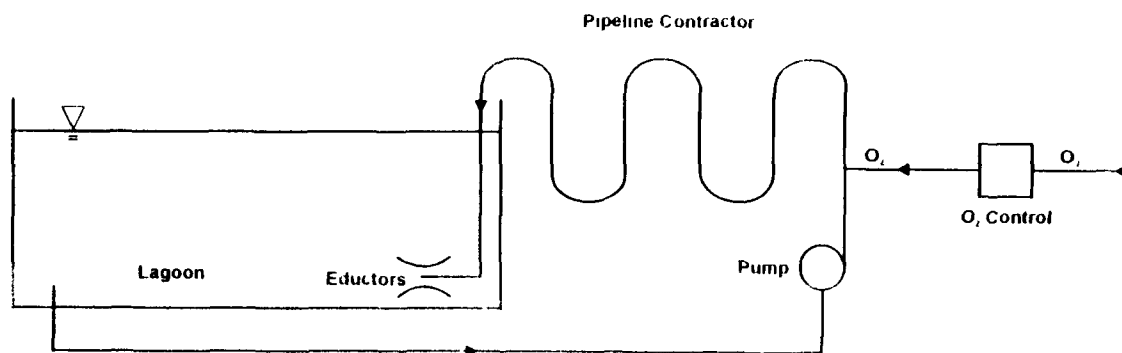 Pipeline Contractor
O₂
O₂
O₂ Control
Pump
Lagoon
Eductors